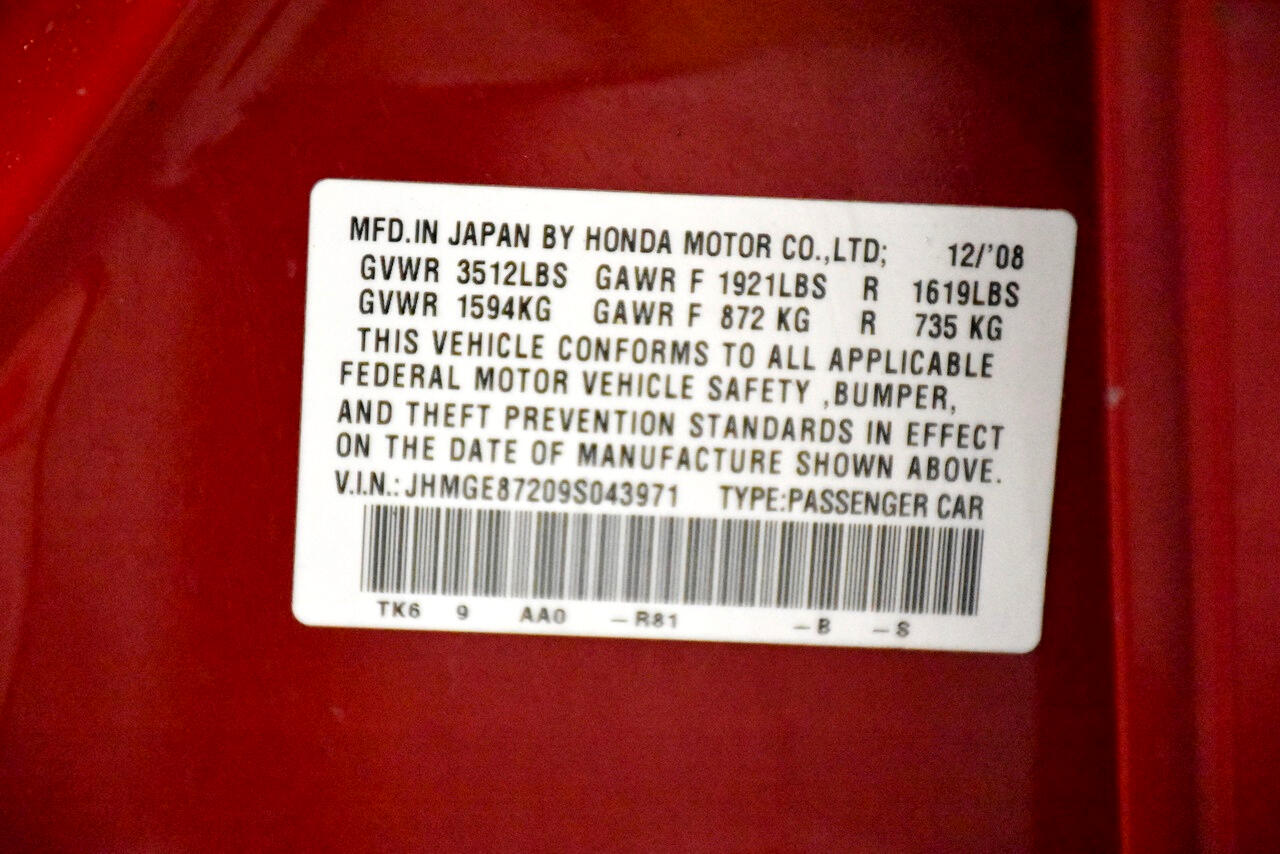 MFD.IN JAPAN BY HONDA MOTOR CO.,LTD; 12/'08
GVWR 3512LBS GAWR F 1921LBS R 1619LBS
GVWR 1594KG GAWR F 872 KG R 735 KG
THIS VEHICLE CONFORMS TO ALL APPLICABLE
FEDERAL MOTOR VEHICLE SAFETY ,BUMPER,
AND THEFT PREVENTION STANDARDS IN EFFECT
ON THE DATE OF MANUFACTURE SHOWN ABOVE.
V.I.N.: JHMGE87209S043971 TYPE:PASSENGER CAR
TK6 9 AA0 –R81 –B –S